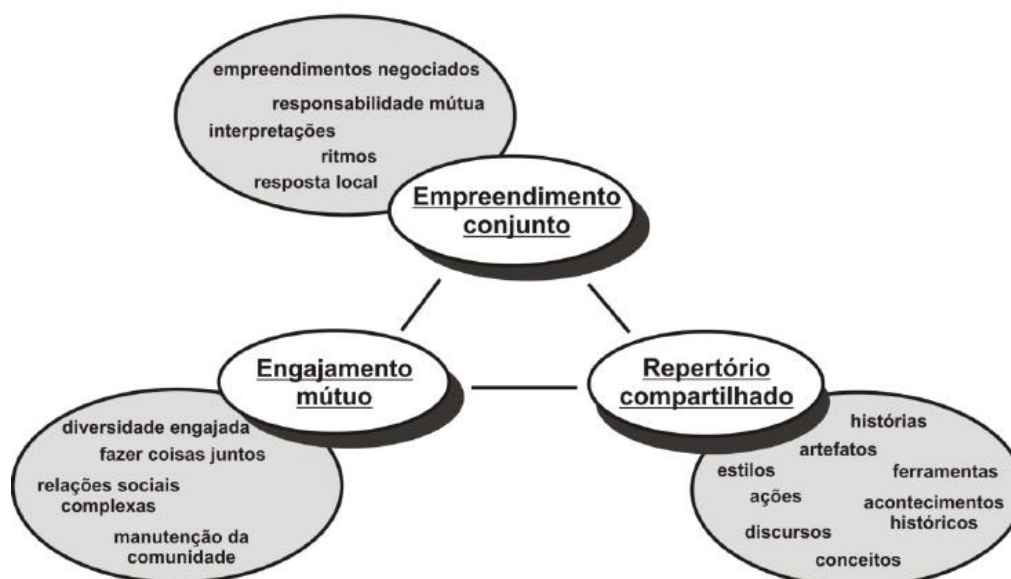 empreendimentos negociados
responsabilidade mútua
interpretações
ritmos
resposta local
Empreendimento
conjunto
Engajamento
mútuo
diversidade engajada
fazer coisas juntos
relações sociais
complexas
manutenção da
comunidade
Repertório
compartilhado
histórias
artefatos
estilos
ferramentas
ações
acontecimentos
históricos
discursos
conceitos